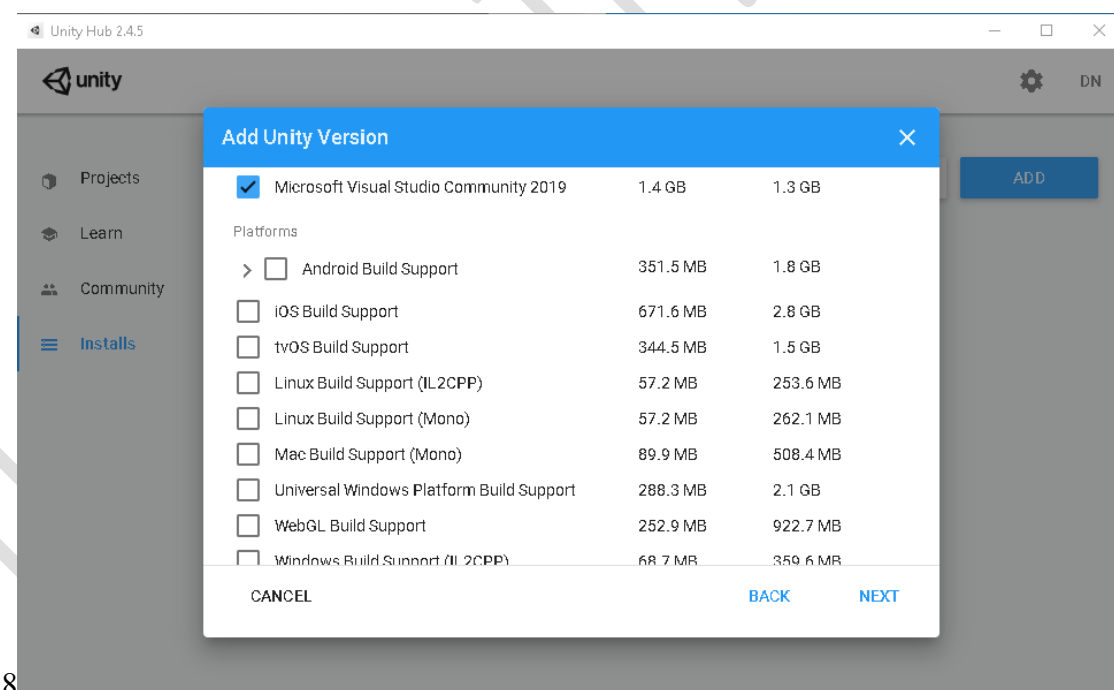 Unity Hub 2.4.5
unity
DN
Add Unity Version
Projects
Microsoft Visual Studio Community 2019 1.4 GB 1.3 GB
ADD
Learn
Platforms
Android Build Support 351.5 MB 1.8 GB
Community
iOS Build Support 671.6 MB 2.8 GB
Installs
tvOS Build Support 344.5 MB 1.5 GB
Linux Build Support (IL2CPP) 57.2 MB 253.6 MB
Linux Build Support (Mono) 57.2 MB 262.1 MB
Mac Build Support (Mono) 89.9 MB 508.4 MB
Universal Windows Platform Build Support 288.3 MB 2.1 GB
WebGL Build Support 252.9 MB 922.7 MB
Windows Build Support (IL2CPP) 68.7 MB 359.6 MB
CANCEL BACK NEXT
8